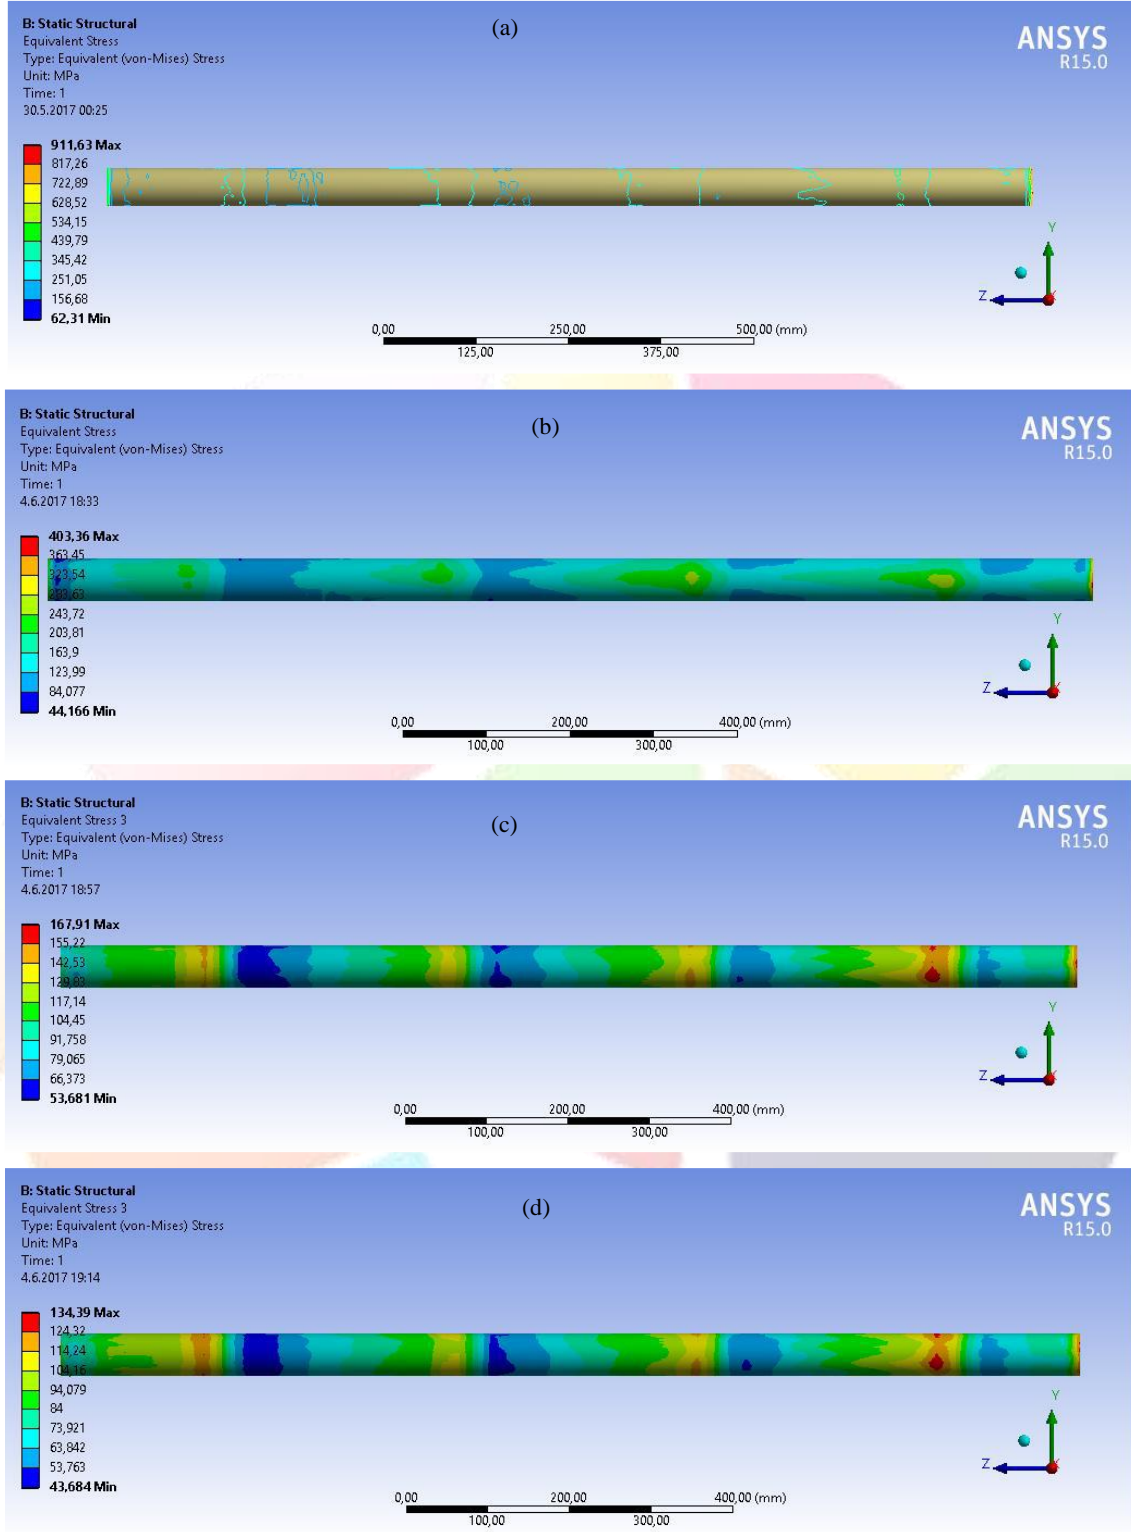 B: Static Structural
Equivalent Stress
Type: Equivalent (von-Mises) Stress
Unit: MPa
Time: 1
30.5.2017 00:25
(a)
ANSYS
R15.0
911,63 Max
817,26
722,89
628,52
534,15
439,79
345,42
251,05
156,68
62,31 Min
Y
Z
0,00 250,00 500,00 (mm)
125,00 375,00
B: Static Structural
Equivalent Stress
Type: Equivalent (von-Mises) Stress
Unit: MPa
Time: 1
4.6.2017 18:33
(b)
ANSYS
R15.0
403,36 Max
363,45
323,54
283,63
243,72
203,81
163,9
123,99
84,077
44,166 Min
Y
Z
0,00 200,00 400,00 (mm)
100,00 300,00
B: Static Structural
Equivalent Stress 3
Type: Equivalent (von-Mises) Stress
Unit: MPa
Time: 1
4.6.2017 18:57
(c)
ANSYS
R15.0
167,91 Max
155,22
142,53
129,83
117,14
104,45
91,758
79,065
66,373
53,681 Min
Y
Z
0,00 200,00 400,00 (mm)
100,00 300,00
B: Static Structural
Equivalent Stress 3
Type: Equivalent (von-Mises) Stress
Unit: MPa
Time: 1
4.6.2017 19:14
(d)
ANSYS
R15.0
134,39 Max
124,32
114,24
104,16
94,079
84
73,921
63,842
53,763
43,684 Min
Y
Z
0,00 200,00 400,00 (mm)
100,00 300,00